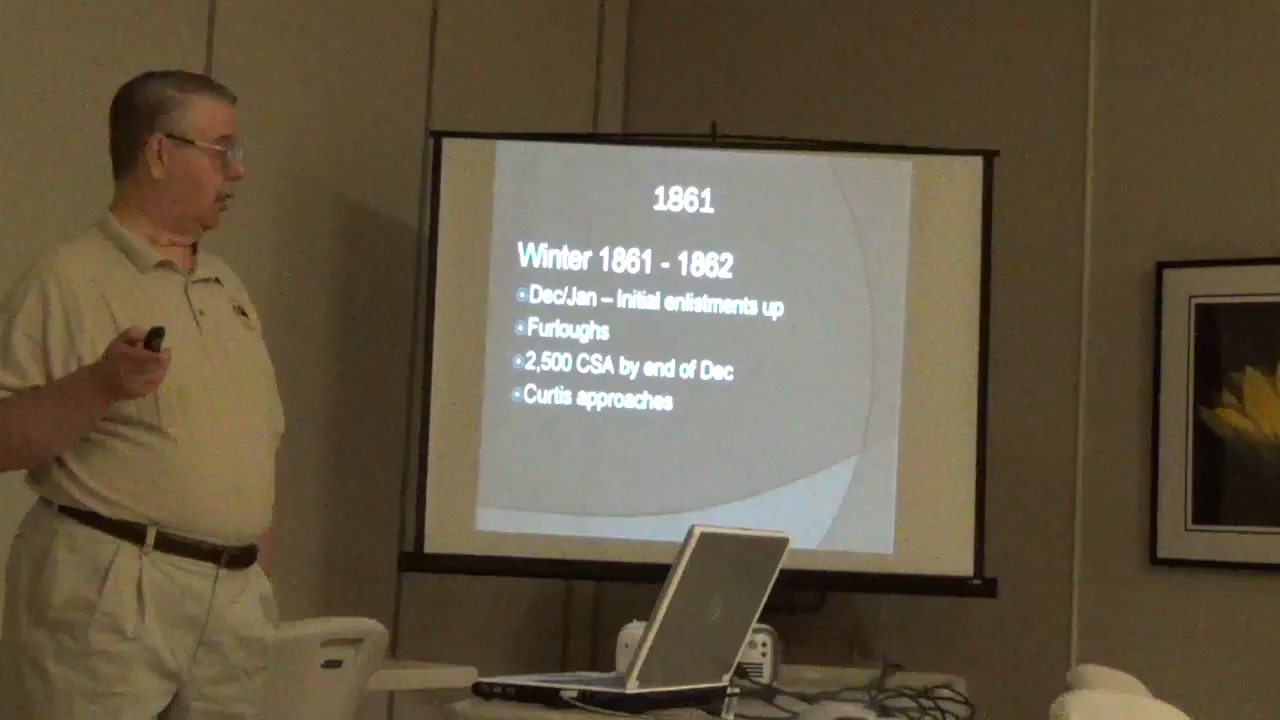 1861
Winter 1861 - 1862
Dec/Jan – Initial enlistments up
Furloughs
2,500 CSA by end of Dec
Curtis approaches